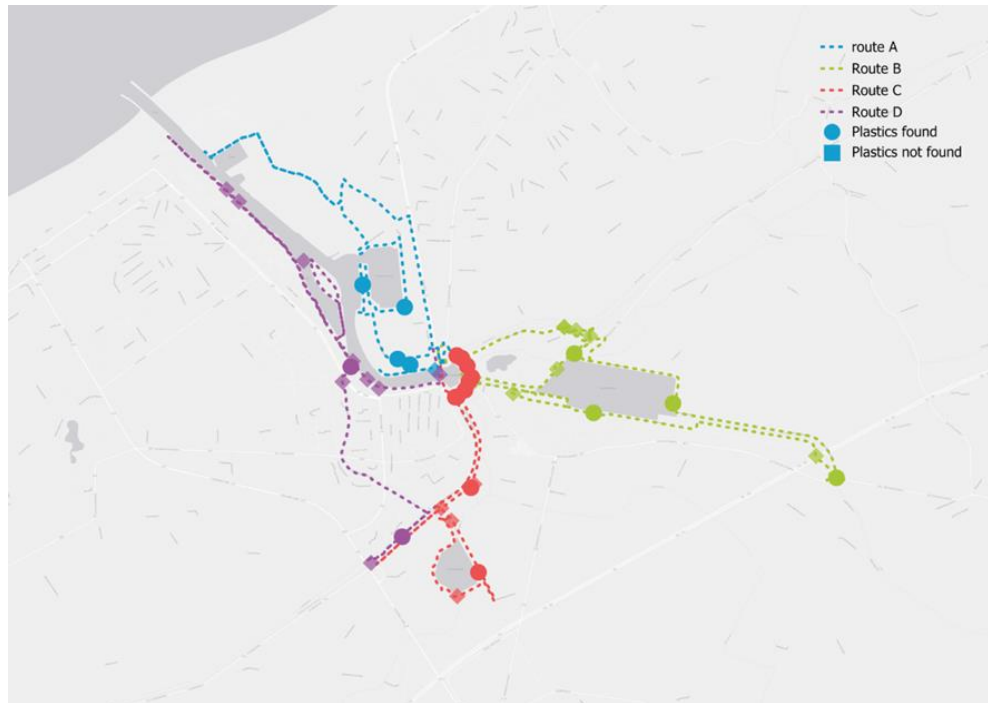 route A
Route B
Route C
Route D
Plastics found
Plastics not found